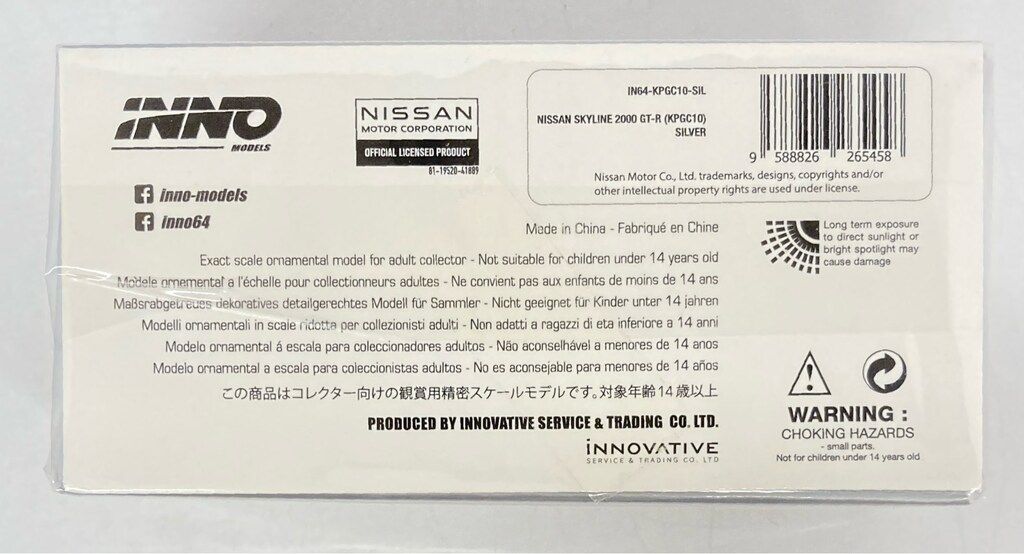 INNO
MODELS
inno-models
inno64
NISSAN
MOTOR CORPORATION
OFFICIAL LICENSED PRODUCT
81-19520-41889
IN64-KPGC10-SIL
NISSAN SKYLINE 2000 GT-R (KPGC10)
SILVER
9 588826 265458
Nissan Motor Co., Ltd. trademarks, designs, copyrights and/or
other intellectual property rights are used under license.
Made in China - Fabriqué en Chine
Long term exposure
to direct sunlight or
bright spotlight may
cause damage
Exact scale ornamental model for adult collector - Not suitable for children under 14 years old
Modele ornemental a l'échelle pour collectionneurs adultes - Ne convient pas aux enfants de moins de 14 ans
Maßsrabgetreues dekoratives detailgerechtes Modell für Sammler - Nicht geeignet für Kinder unter 14 jahren
Modelli ornamentali in scale ridotta per collezionisti adulti - Non adatti a ragazzi di eta inferiore a 14 anni
Modelo ornamental á escala para coleccionadores adultos - Não aconselhável a menores de 14 anos
Modelo ornamental a escala para coleccionistas adultos - No es aconsejable para menores de 14 años
この商品はコレクター向けの観賞用精密スケールモデルです。対象年齢14歳以上
PRODUCED BY INNOVATIVE SERVICE & TRADING CO. LTD.
INNOVATIVE
SERVICE & TRADING CO. LTD
WARNING :
CHOKING HAZARDS
- small parts.
Not for children under 14 years old